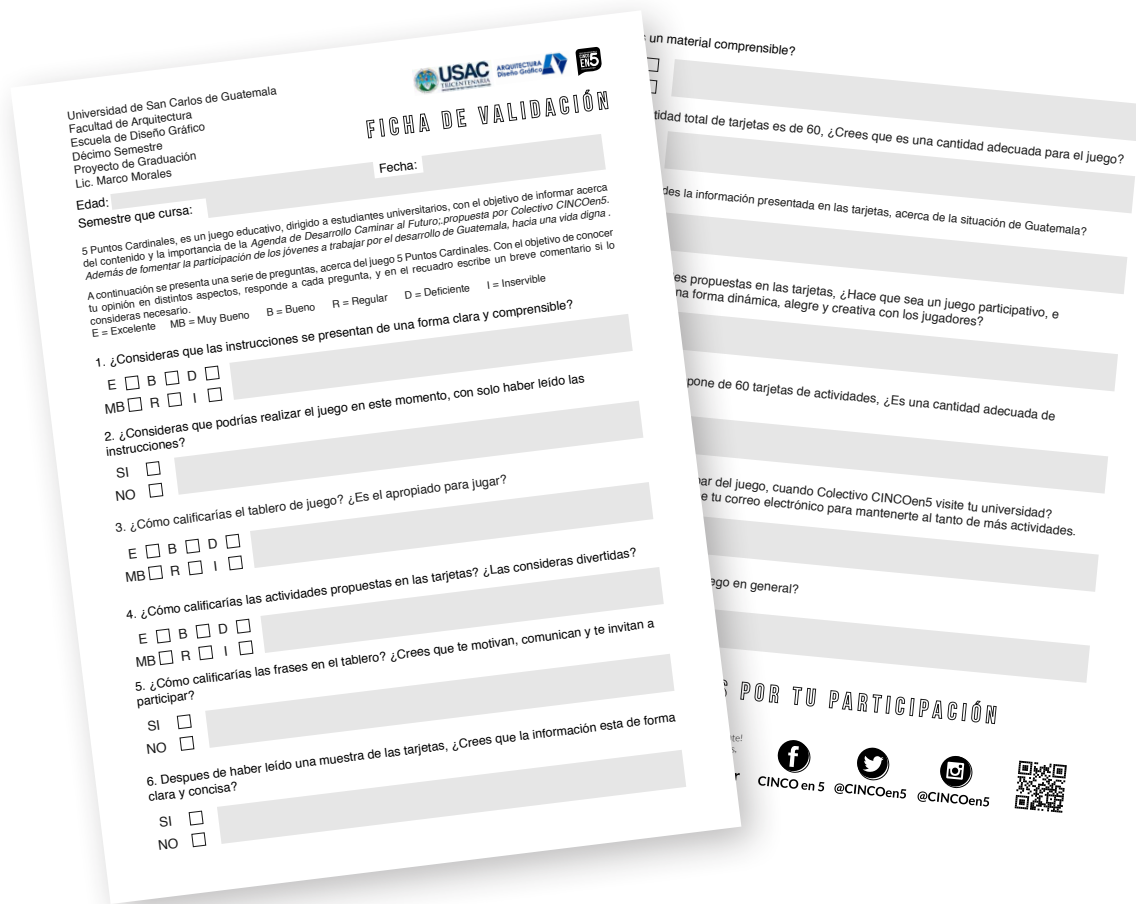 Universidad de San Carlos de Guatemala
Facultad de Arquitectura
Escuela de Diseño Gráfico
Décimo Semestre
Proyecto de Graduación
Lic. Marco Morales
USAC
TRICENTENARIA
ARQUITECTURA
Diseño Gráfico
CINCO
EN5
FICHA DE VALIDACIÓN
Edad:
Fecha:
Semestre que cursa:
5 Puntos Cardinales, es un juego educativo, dirigido a estudiantes universitarios, con el objetivo de informar acerca
del contenido y la importancia de la Agenda de Desarrollo Caminar al Futuro;,propuesta por Colectivo CINCOen5.
Además de fomentar la participación de los jóvenes a trabajar por el desarrollo de Guatemala, hacia una vida digna .
A continuación se presenta una serie de preguntas, acerca del juego 5 Puntos Cardinales. Con el objetivo de conocer
tu opinión en distintos aspectos, responde a cada pregunta, y en el recuadro escribe un breve comentario si lo
consideras necesario.
E = Excelente MB = Muy Bueno B = Bueno R = Regular D = Deficiente I = Inservible
1. ¿Consideras que las instrucciones se presentan de una forma clara y comprensible?
E B D
MB R I
2. ¿Consideras que podrías realizar el juego en este momento, con solo haber leído las
instrucciones?
SI
NO
3. ¿Cómo calificarías el tablero de juego? ¿Es el apropiado para jugar?
E B D
MB R I
4. ¿Cómo calificarías las actividades propuestas en las tarjetas? ¿Las consideras divertidas?
E B D
MB R I
5. ¿Cómo calificarías las frases en el tablero? ¿Crees que te motivan, comunican y te invitan a
participar?
SI
NO
6. Despues de haber leído una muestra de las tarjetas, ¿Crees que la información esta de forma
clara y concisa?
SI
NO
un material comprensible?
total de tarjetas es de 60, ¿Crees que es una cantidad adecuada para el juego?
la información presentada en las tarjetas, acerca de la situación de Guatemala?
propuestas en las tarjetas, ¿Hace que sea un juego participativo, e
forma dinámica, alegre y creativa con los jugadores?
de 60 tarjetas de actividades, ¿Es una cantidad adecuada de
del juego, cuando Colectivo CINCOen5 visite tu universidad?
tu correo electrónico para mantenerte al tanto de más actividades.
en general?
POR TU PARTICIPACIÓN
CINCO en 5 @CINCOen5 @CINCOen5